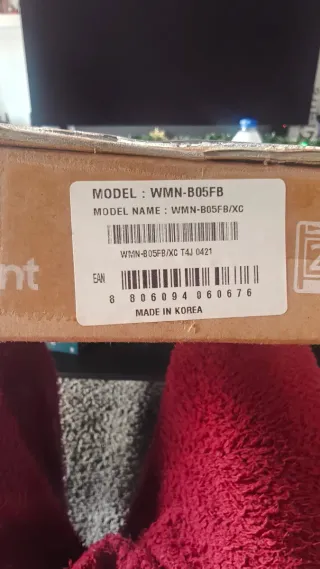 MODEL : WMN-B05FB
MODEL NAME : WMN-B05FB/XC
WMN-B05FB/XC T4J 0421
EAN
8 806094 060676
MADE IN KOREA
nt